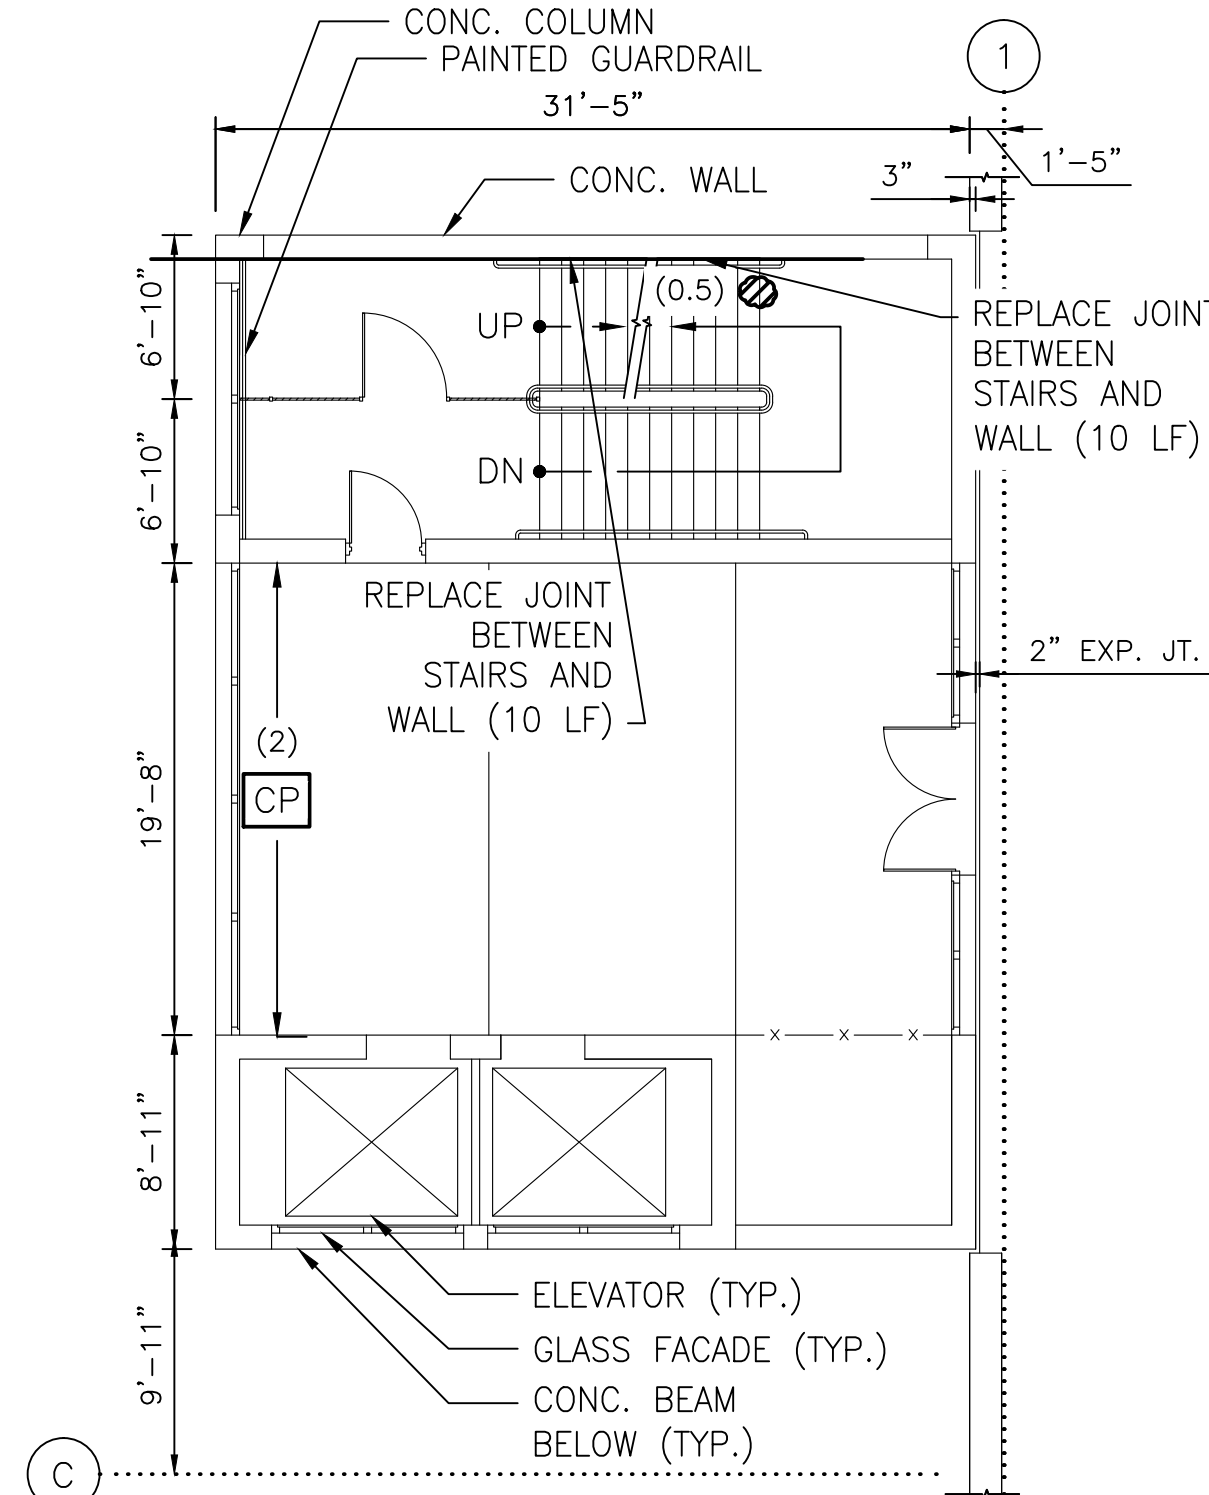 CONC. COLUMN
PAINTED GUARDRAIL
1
31'-5"
1'-5"
CONC. WALL
3"
6'-10"
(0.5)
UP
REPLACE JOINT
BETWEEN
STAIRS AND
WALL (10 LF)
6'-10"
DN
REPLACE JOINT
BETWEEN
STAIRS AND
WALL (10 LF)
2" EXP. JT.
19'-8"
(2)
CP
x x x
8'-11"
ELEVATOR (TYP.)
GLASS FACADE (TYP.)
9'-11"
CONC. BEAM
BELOW (TYP.)
C